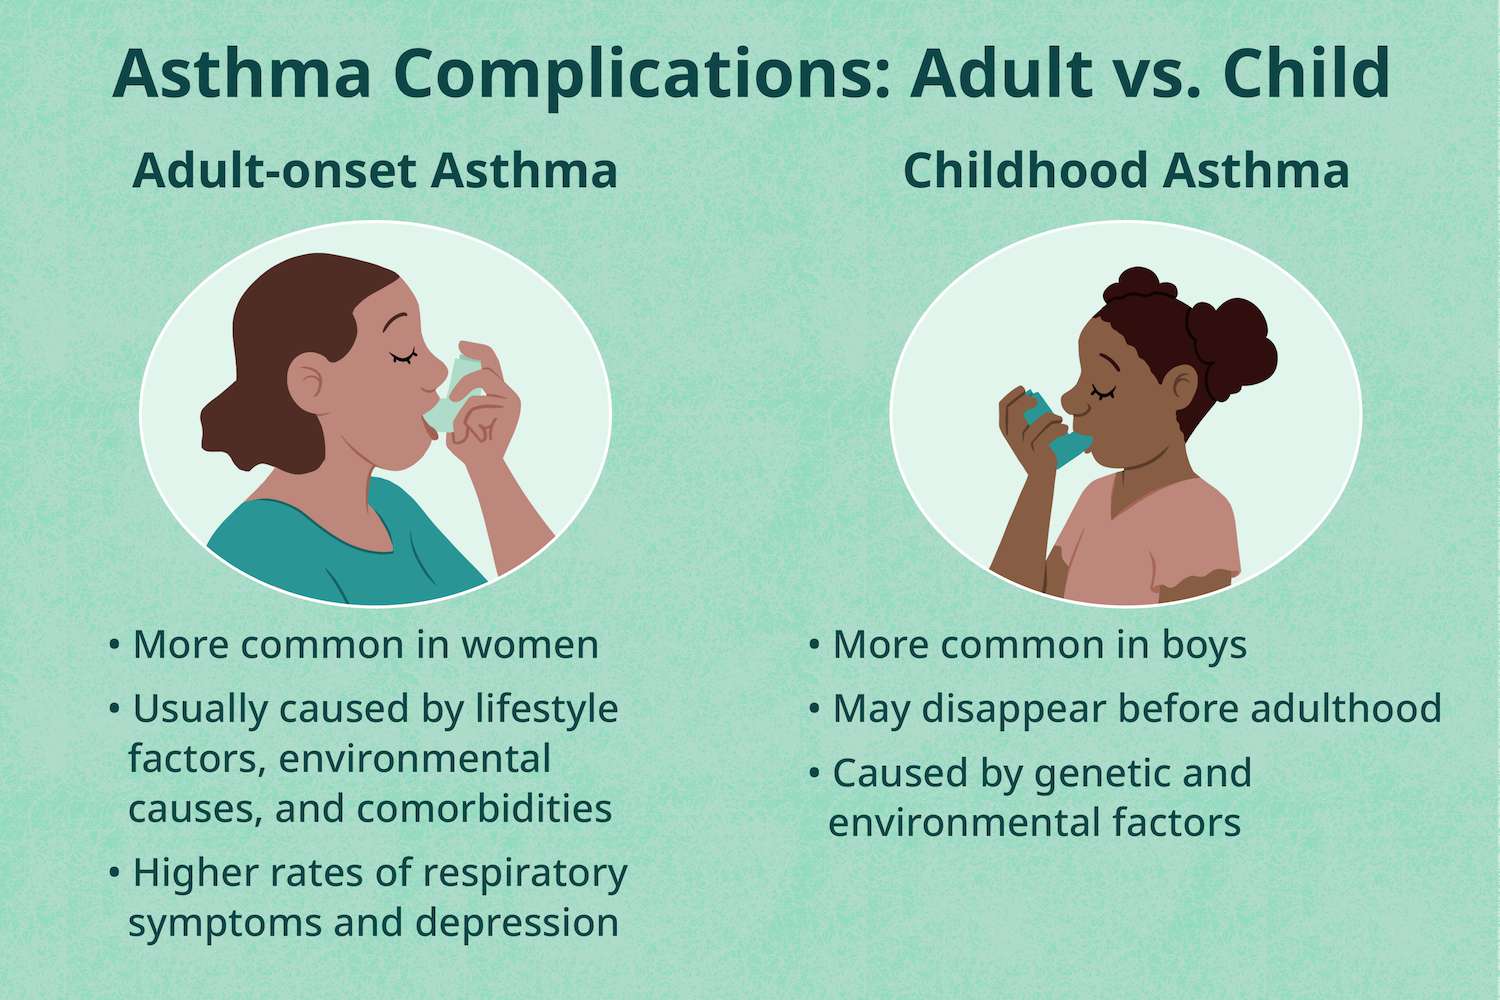 Asthma Complications: Adult vs. Child
Adult-onset Asthma
• More common in women
• Usually caused by lifestyle
factors, environmental
causes, and comorbidities
• Higher rates of respiratory
symptoms and depression
Childhood Asthma
• More common in boys
• May disappear before adulthood
• Caused by genetic and
environmental factors